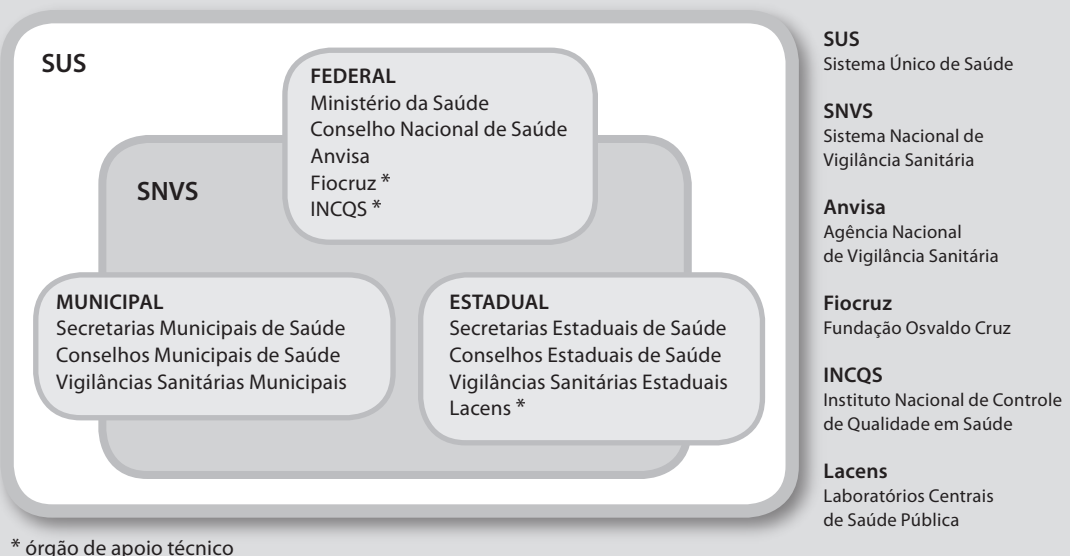 SUS
FEDERAL
Ministério da Saúde
Conselho Nacional de Saúde
Anvisa
Fiocruz *
INCQS *
SNVS
MUNICIPAL
Secretarias Municipais de Saúde
Conselhos Municipais de Saúde
Vigilâncias Sanitárias Municipais
ESTADUAL
Secretarias Estaduais de Saúde
Conselhos Estaduais de Saúde
Vigilâncias Sanitárias Estaduais
Lacens *
* órgão de apoio técnico
SUS
Sistema Único de Saúde
SNVS
Sistema Nacional de
Vigilância Sanitária
Anvisa
Agência Nacional
de Vigilância Sanitária
Fiocruz
Fundação Osvaldo Cruz
INCQS
Instituto Nacional de Controle
de Qualidade em Saúde
Lacens
Laboratórios Centrais
de Saúde Pública